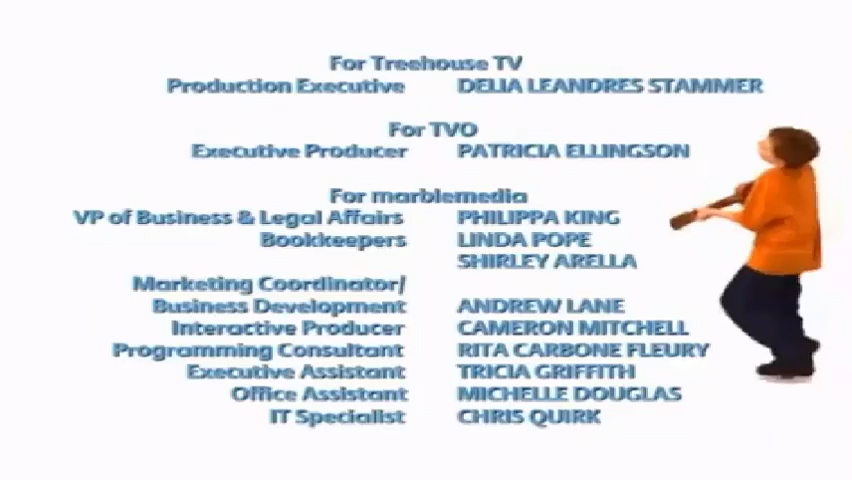 For Treehouse TV
Production Executive DELIA LEANDRES STAMMER
For TVO
Executive Producer PATRICIA ELLINGSON
For marblemedia
VP of Business & Legal Affairs PHILIPPA KING
Bookkeepers LINDA POPE
SHIRLEY ARELLA
Marketing Coordinator/
Business Development ANDREW LANE
Interactive Producer CAMERON MITCHELL
Programming Consultant RITA CARBONE FLEURY
Executive Assistant TRICIA GRIFFITH
Office Assistant MICHELLE DOUGLAS
IT Specialist CHRIS QUIRK